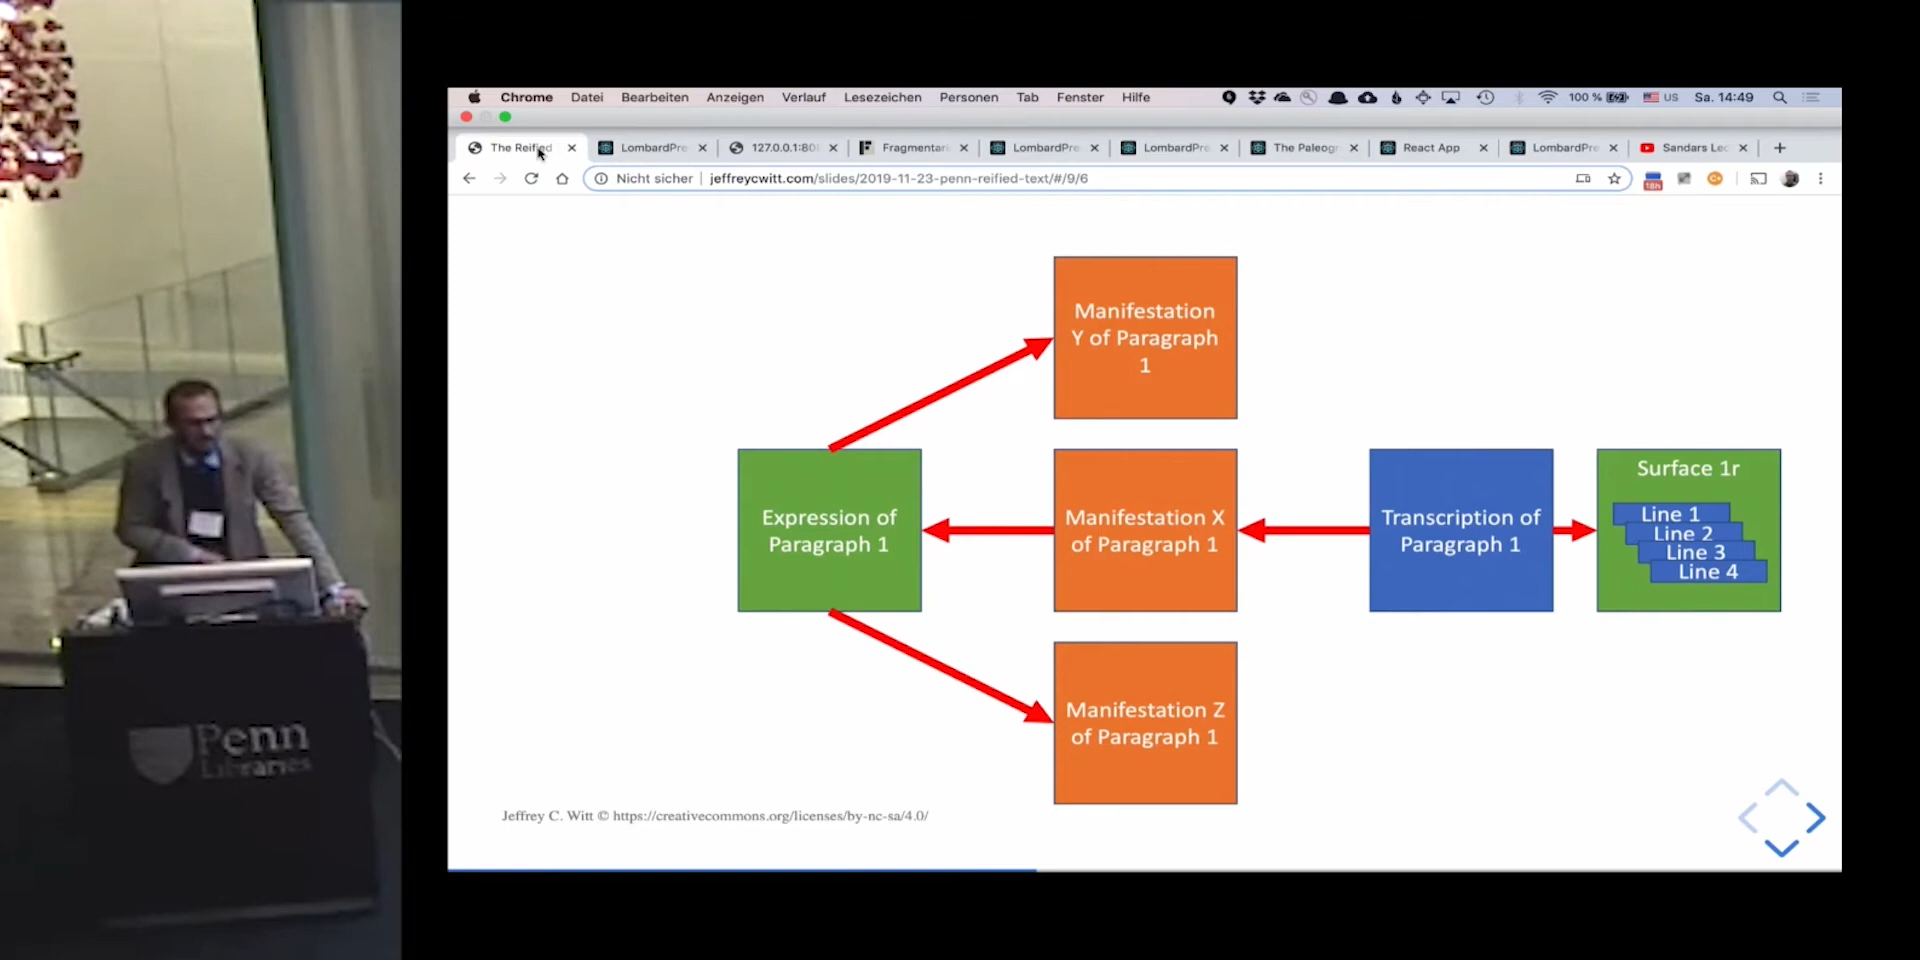 Chrome Datei Bearbeiten Anzeigen Verlauf Lesezeichen Personen Tab Fenster Hilfe 100 % US Sa. 14:49
The Reified LombardPre 127.0.0.1:80 Fragmentari LombardPre LombardPre The Paleogr React App LombardPre Sandars Lec
Nicht sicher jeffreycwitt.com/slides/2019-11-23-penn-reified-text/#/9/6
18h
Manifestation
Y of Paragraph
1
Expression of
Paragraph 1
Manifestation X
of Paragraph 1
Transcription of
Paragraph 1
Surface 1r
Line 1
Line 2
Line 3
Line 4
Manifestation Z
of Paragraph 1
Jeffrey C. Witt © https://creativecommons.org/licenses/by-nc-sa/4.0/
Penn
Libraries